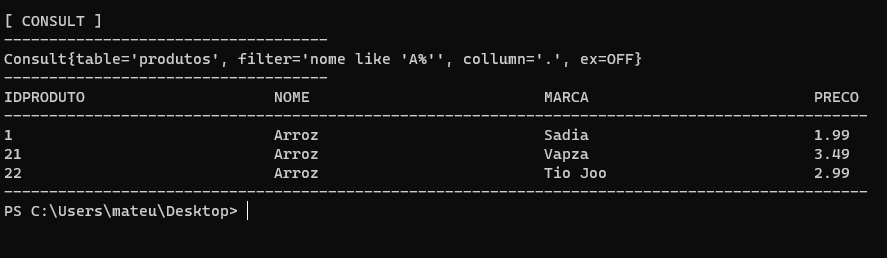 [ CONSULT ]
------------------------------------
Consult{table='produtos', filter='nome like 'A%'', collumn='.', ex=OFF}
------------------------------------
IDPRODUTO NOME MARCA PRECO
------------------------------------------------------------------------------------------------
1 Arroz Sadia 1.99
21 Arroz Vapza 3.49
22 Arroz Tio Joo 2.99
------------------------------------------------------------------------------------------------
PS C:\Users\mateu\Desktop>